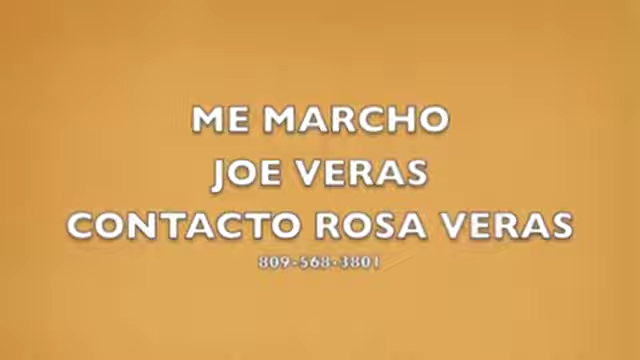 ME MARCHO
JOE VERAS
CONTACTO ROSA VERAS
809-568-3801